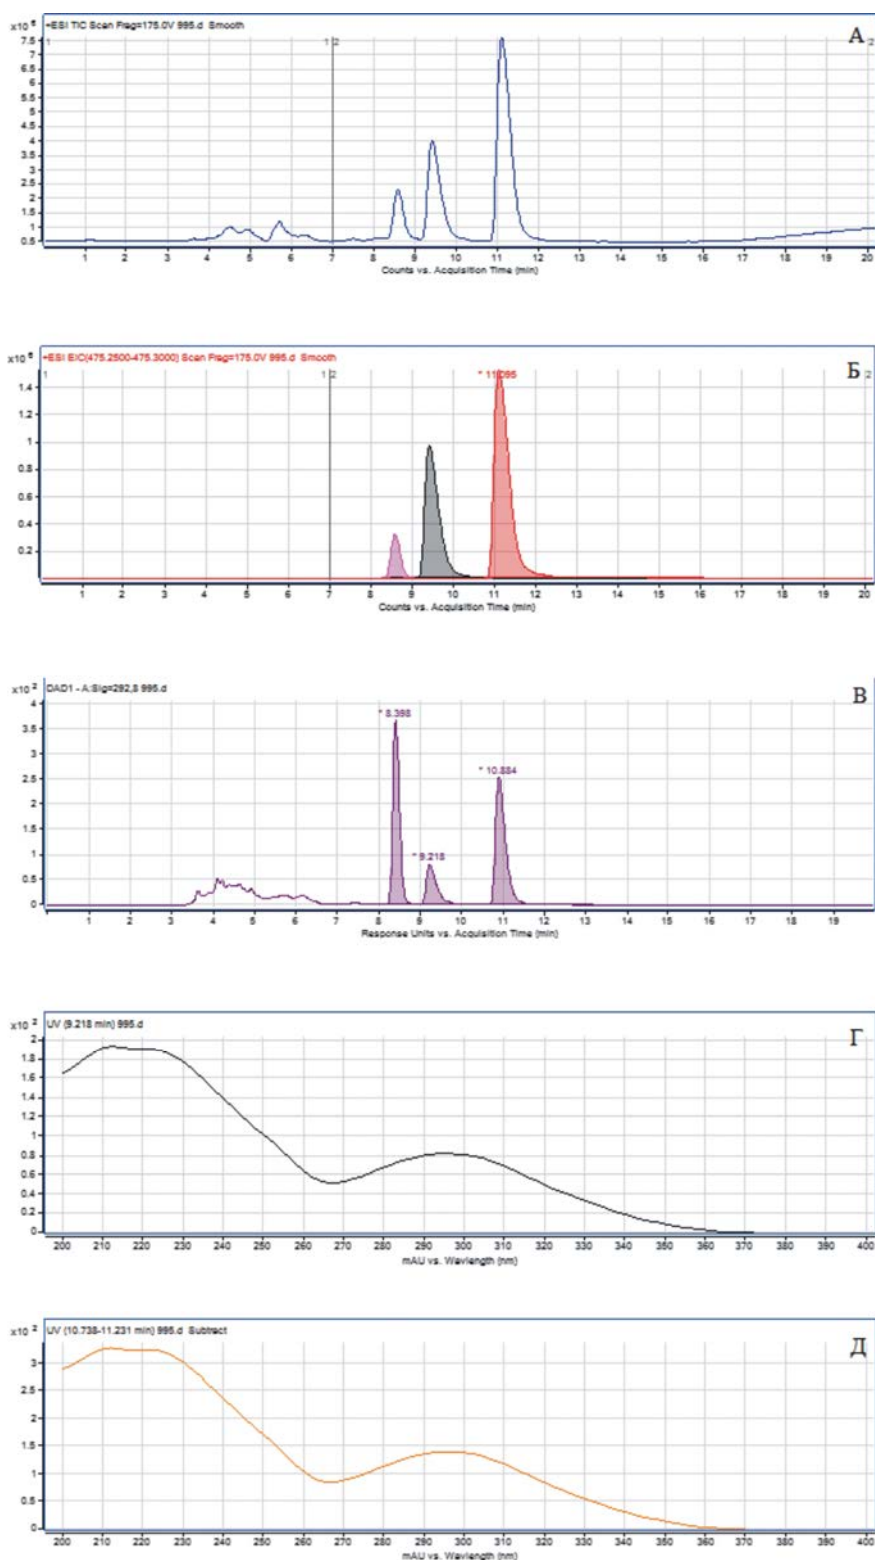 +ESI TIC Scan Frag=175.0V 995.d Smooth
А
x10 6
1
1 2
2
7.5
7
6.5
6
5.5
5
4.5
4
3.5
3
2.5
2
1.5
1
0.5
1 2 3 4 5 6 7 8 9 10 11 12 13 14 15 16 17 18 19 20
Counts vs. Acquisition Time (min)
+ESI EIC(475.2500-475.3000) Scan Frag=175.0V 995.d Smooth
Б
x10 6
1
1 2
* 11.095
2
1.4
1.2
1
0.8
0.6
0.4
0.2
1 2 3 4 5 6 7 8 9 10 11 12 13 14 15 16 17 18 19 20
Counts vs. Acquisition Time (min)
DAD1 - A:Sig=292,8 995.d
В
x10 2
4
3.5
3
2.5
2
1.5
1
0.5
0
* 8.398
* 10.884
* 9.218
1 2 3 4 5 6 7 8 9 10 11 12 13 14 15 16 17 18 19
Response Units vs. Acquisition Time (min)
UV (9.218 min) 995.d
Г
x10 2
2
1.8
1.6
1.4
1.2
1
0.8
0.6
0.4
0.2
0
200 210 220 230 240 250 260 270 280 290 300 310 320 330 340 350 360 370 380 390 400
mAU vs. Wavelength (nm)
UV (10.738-11.231 min) 995.d Subtract
Д
x10 2
3
2.5
2
1.5
1
0.5
0
200 210 220 230 240 250 260 270 280 290 300 310 320 330 340 350 360 370 380 390 400
mAU vs. Wavelength (nm)